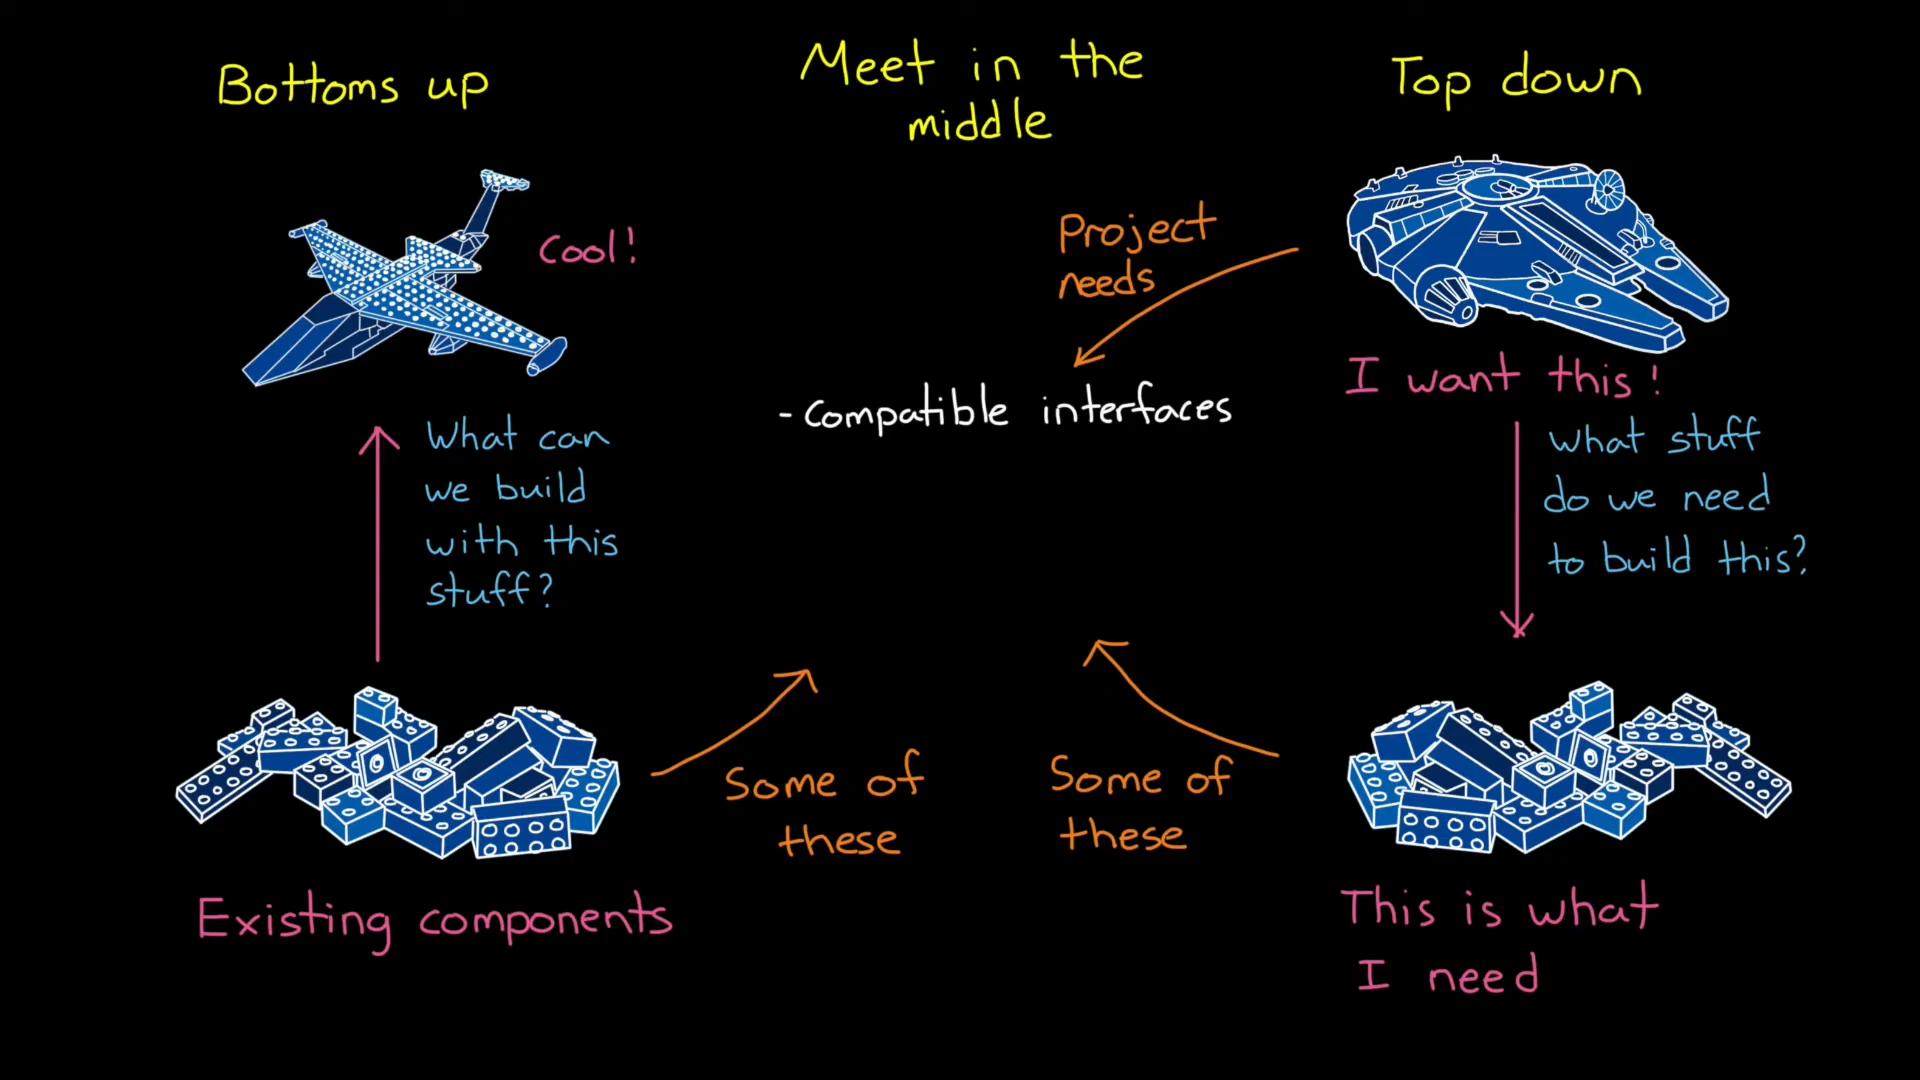 Bottoms up
Meet in the
middle
Top down
Cool!
Project
needs
I want this!
- compatible interfaces
What can
we build
with this
stuff?
What stuff
do we need
to build this?
Some of
these
Some of
these
Existing components
This is what
I need